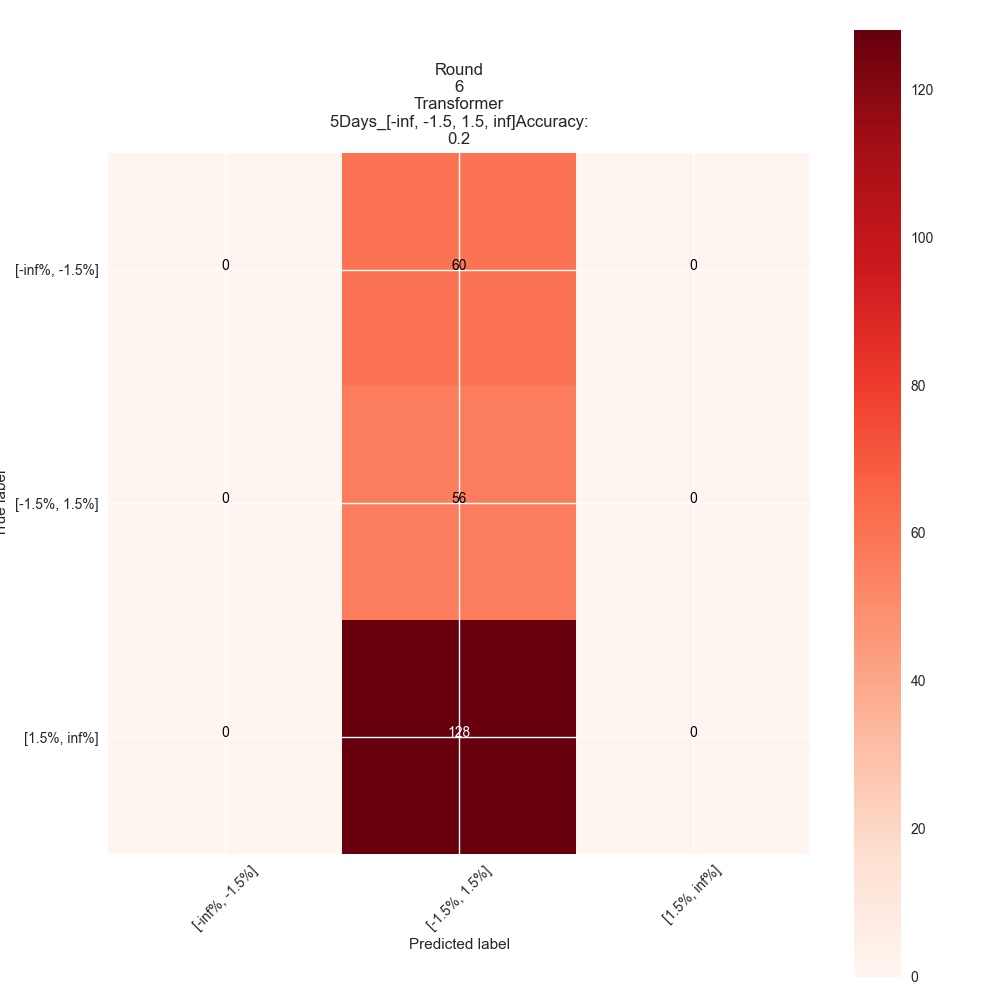 Round
6
Transformer
5Days_[-inf, -1.5, 1.5, inf]Accuracy:
0.2
[-inf%, -1.5%]
0
60
0
[-1.5%, 1.5%]
0
56
0
[1.5%, inf%]
0
128
0
[-inf%, -1.5%]
[-1.5%, 1.5%]
[1.5%, inf%]
Predicted label
120
100
80
60
40
20
0